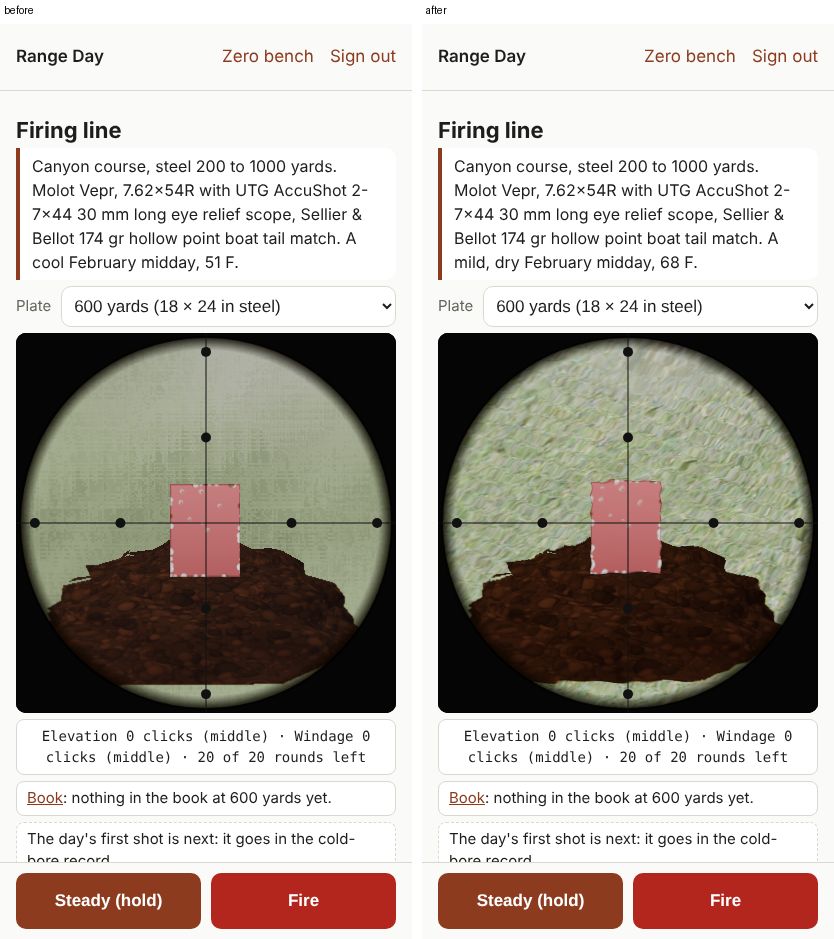 before
Range Day Zero bench Sign out
Firing line
Canyon course, steel 200 to 1000 yards.
Molot Vepr, 7.62×54R with UTG AccuShot 2-
7×44 30 mm long eye relief scope, Sellier &
Bellot 174 gr hollow point boat tail match. A
cool February midday, 51 F.
Plate 600 yards (18 × 24 in steel)
Elevation 0 clicks (middle) · Windage 0
clicks (middle) · 20 of 20 rounds left
Book: nothing in the book at 600 yards yet.
The day's first shot is next: it goes in the cold-
bore record
Steady (hold) Fire
after
Range Day Zero bench Sign out
Firing line
Canyon course, steel 200 to 1000 yards.
Molot Vepr, 7.62×54R with UTG AccuShot 2-
7×44 30 mm long eye relief scope, Sellier &
Bellot 174 gr hollow point boat tail match. A
mild, dry February midday, 68 F.
Plate 600 yards (18 × 24 in steel)
Elevation 0 clicks (middle) · Windage 0
clicks (middle) · 20 of 20 rounds left
Book: nothing in the book at 600 yards yet.
The day's first shot is next: it goes in the cold-
bore record
Steady (hold) Fire